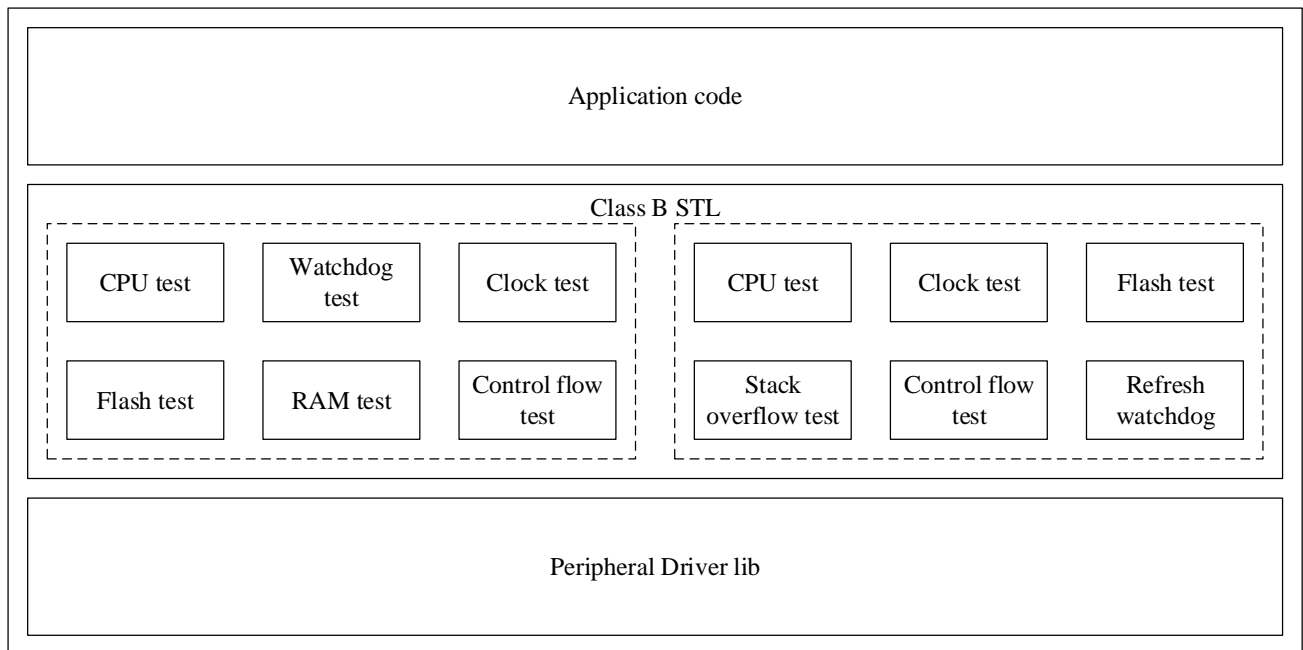 Application code
Class B STL
CPU test
Watchdog
test
Clock test
Flash test
RAM test
Control flow
test
CPU test
Clock test
Flash test
Stack
overflow test
Control flow
test
Refresh
watchdog
Peripheral Driver lib